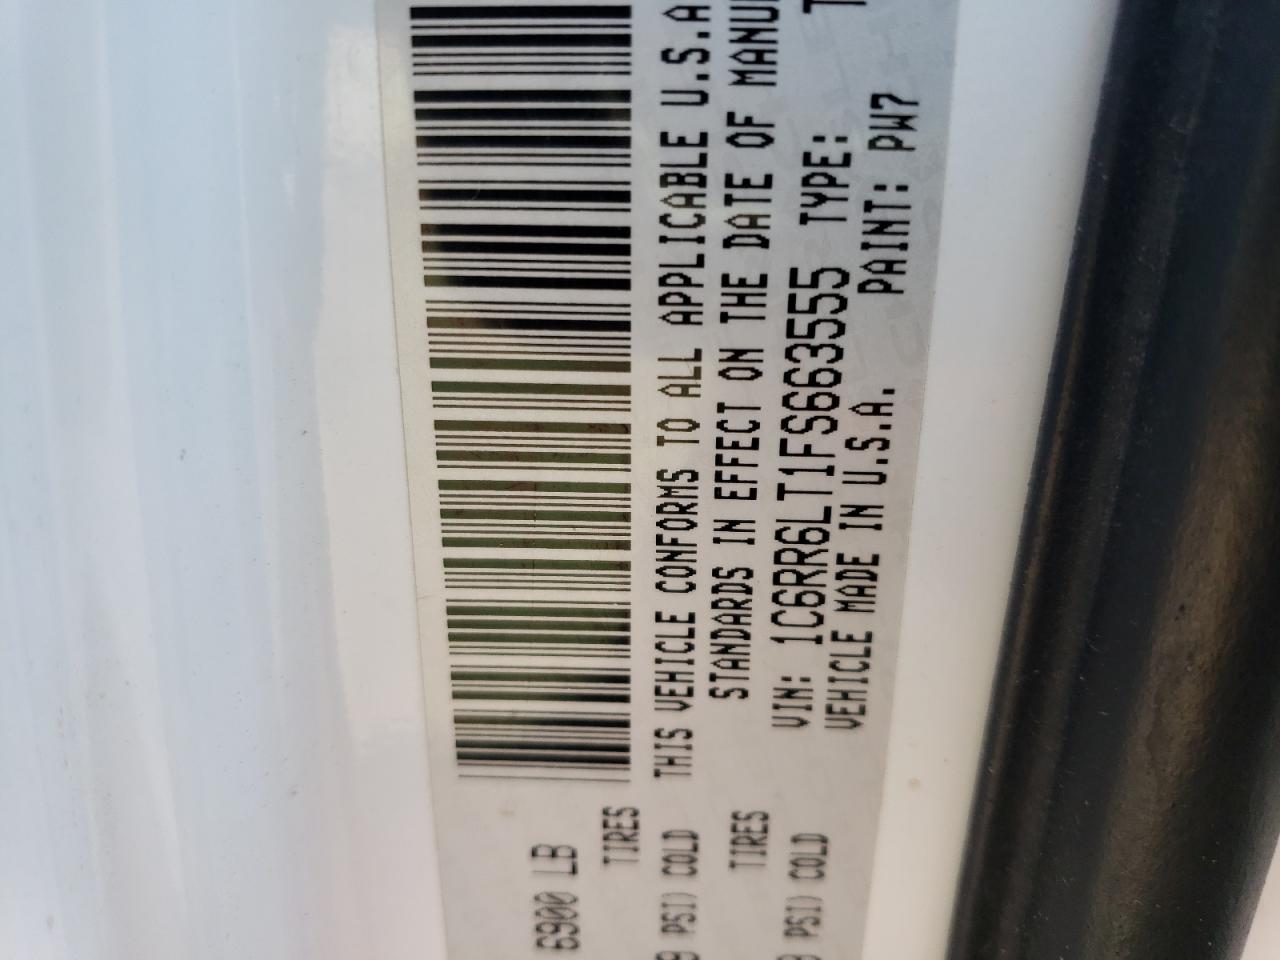 6900 LB
TIRES
PSI) COLD
TIRES
PSI) COLD
THIS VEHICLE CONFORMS TO ALL APPLICABLE U.S.A
STANDARDS IN EFFECT ON THE DATE OF MANU
VIN: 1C6RR6LT1FS663555 TYPE:
VEHICLE MADE IN U.S.A. PAINT: PW7